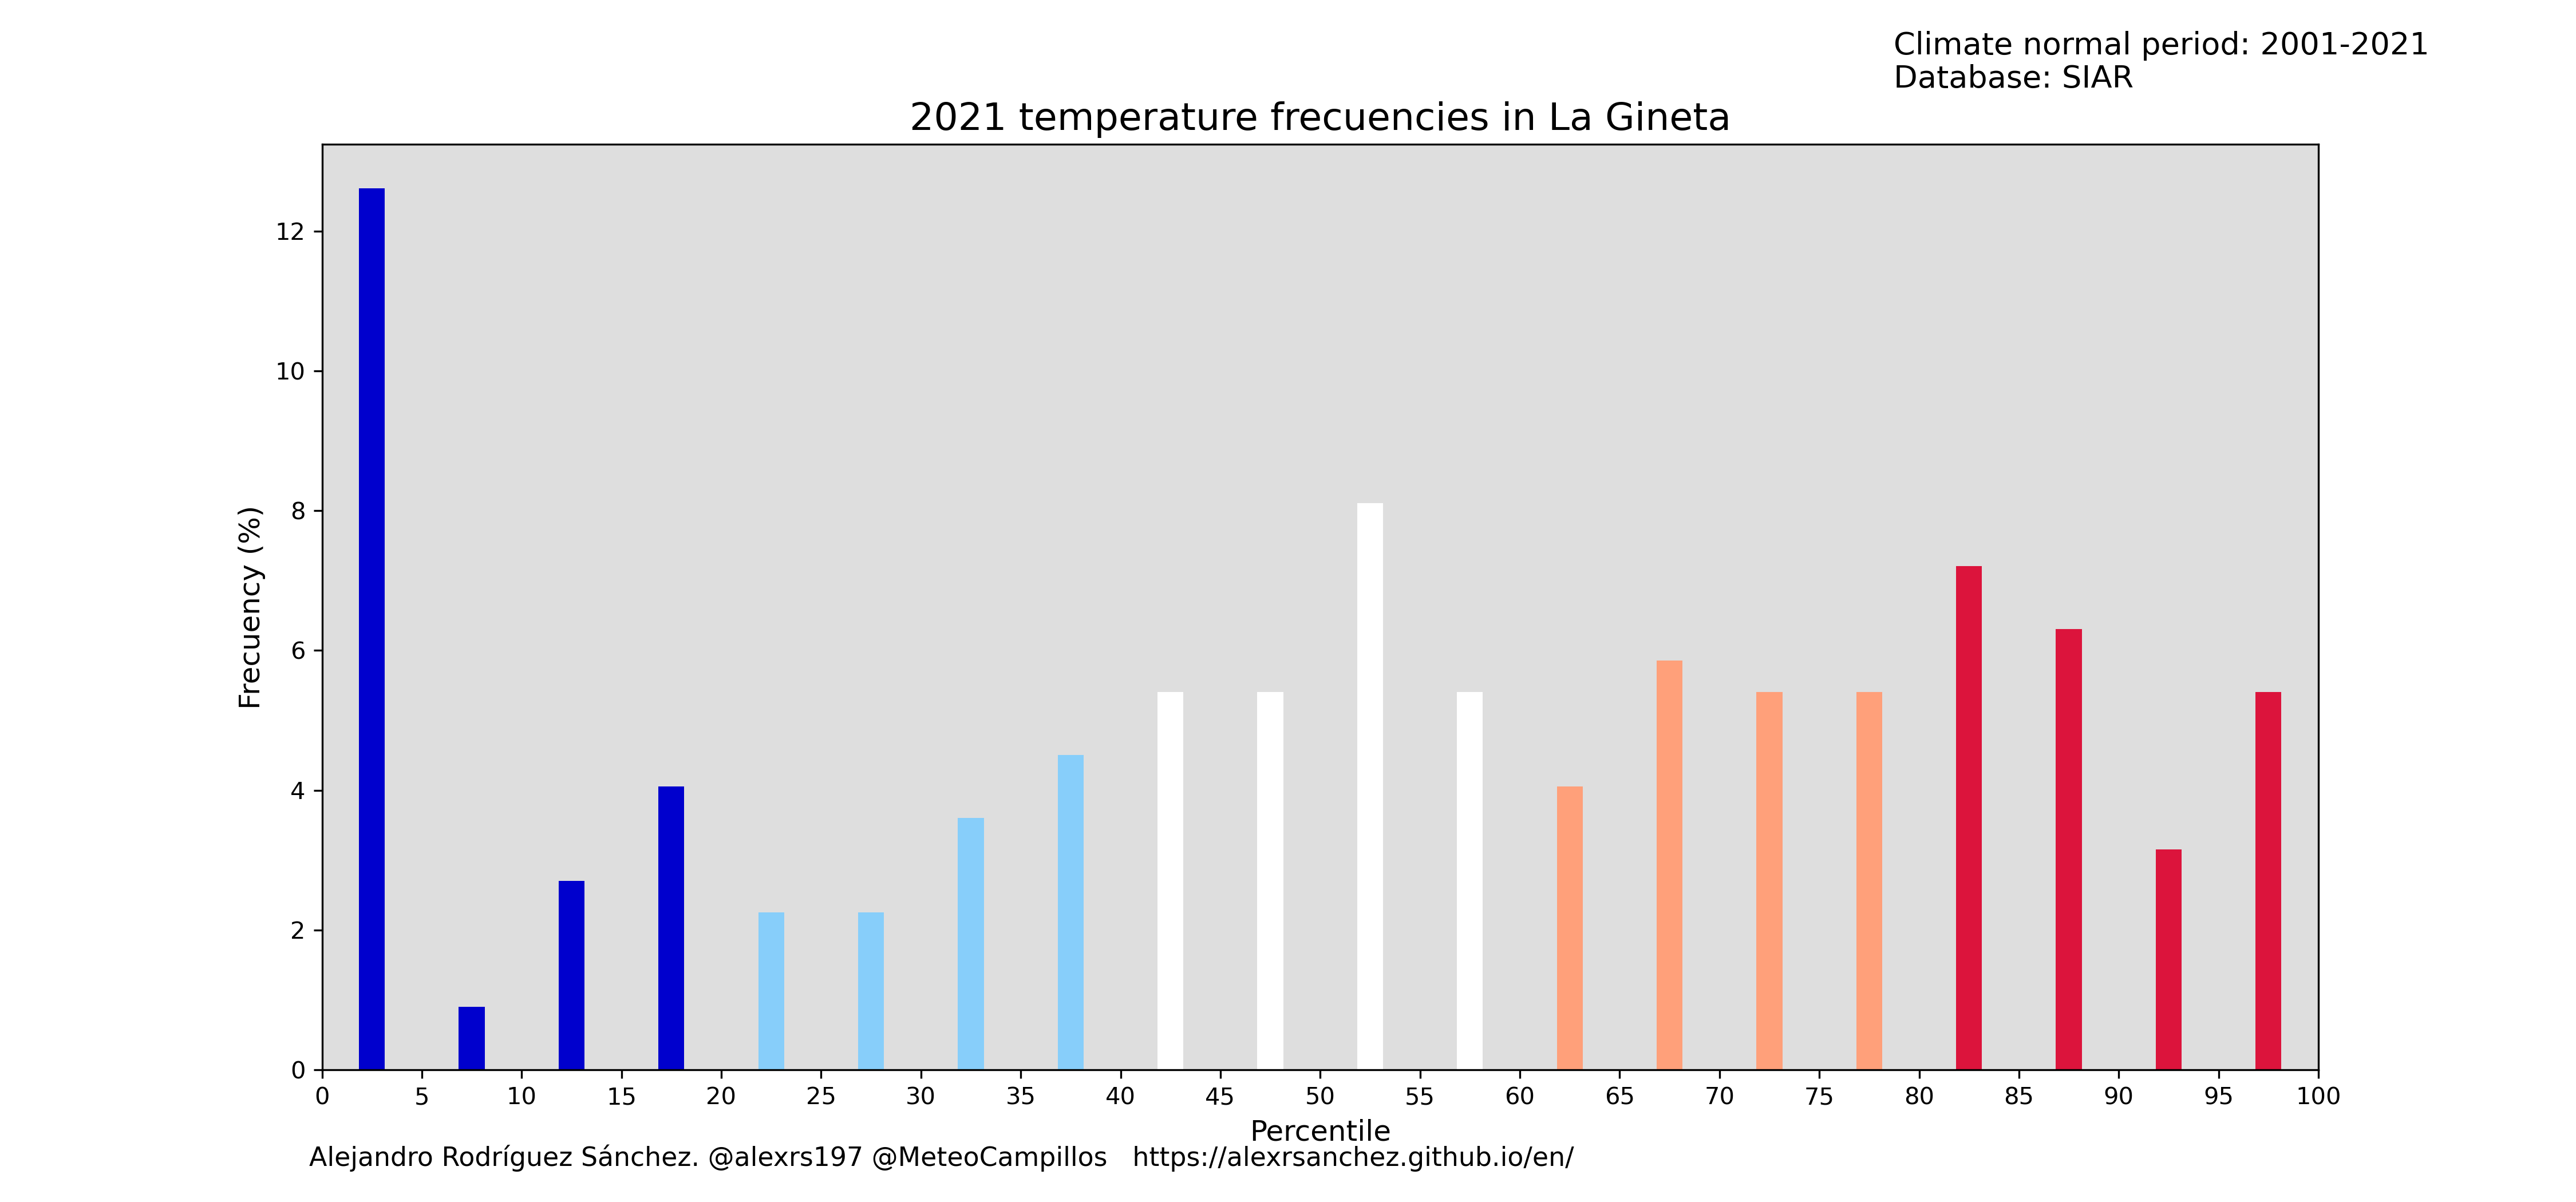 Climate normal period: 2001-2021
Database: SIAR
2021 temperature frecuencies in La Gineta
Frecuency (%)
12
10
8
6
4
2
0
0 5 10 15 20 25 30 35 40 45 50 55 60 65 70 75 80 85 90 95 100
Percentile
Alejandro Rodríguez Sánchez. @alexrs197 @MeteoCampillos https://alexrsanchez.github.io/en/